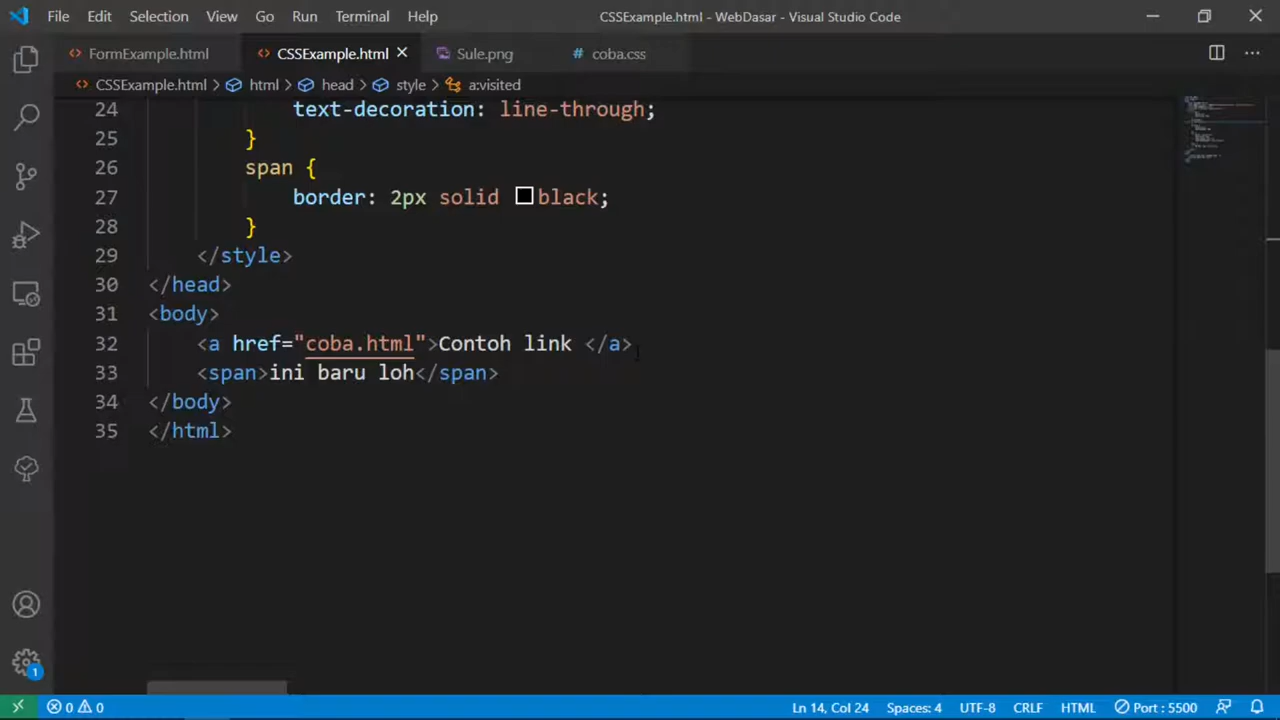 File Edit Selection View Go Run Terminal Help CSSExample.html - WebDasar - Visual Studio Code
FormExample.html CSSExample.html Sule.png # coba.css
CSSExample.html > html > head > style > a:visited
24 text-decoration: line-through;
25 }
26 span {
27 border: 2px solid black;
28 }
29 </style>
30 </head>
31 <body>
32 <a href="coba.html">Contoh link </a>
33 <span>ini baru loh</span>
34 </body>
35 </html>
1
0 0 Ln 14, Col 24 Spaces: 4 UTF-8 CRLF HTML Port : 5500